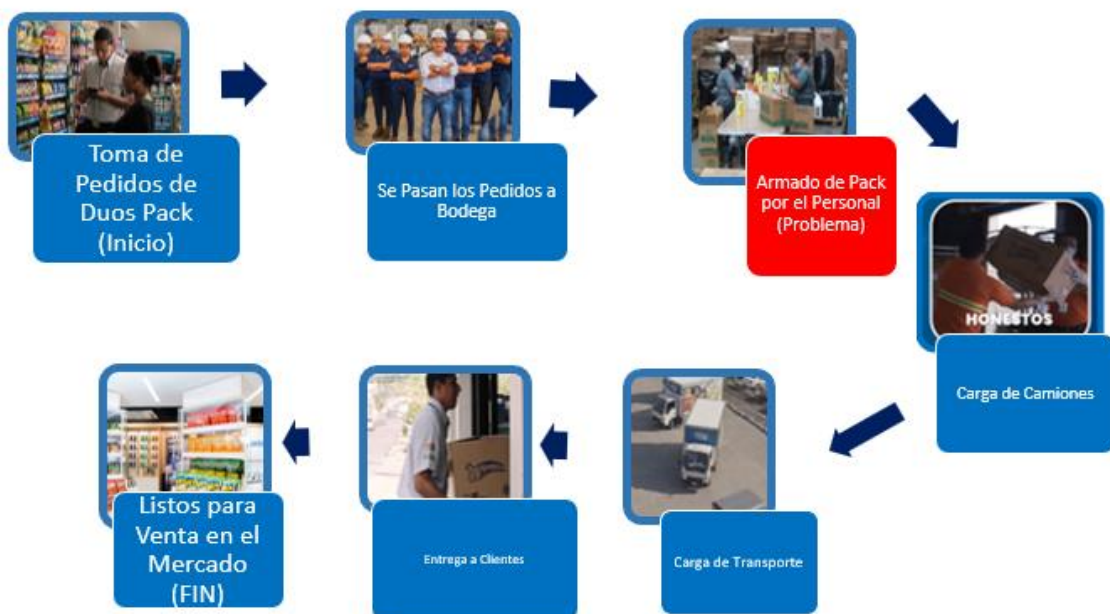 Toma de
Pedidos de
Duos Pack
(Inicio)
Se Pasan los Pedidos a
Bodega
Armado de Pack
por el Personal
(Problema)
HONESTOS
Carga de Camiones
Carga de Transporte
Entrega a Clientes
Listos para
Venta en el
Mercado
(FIN)